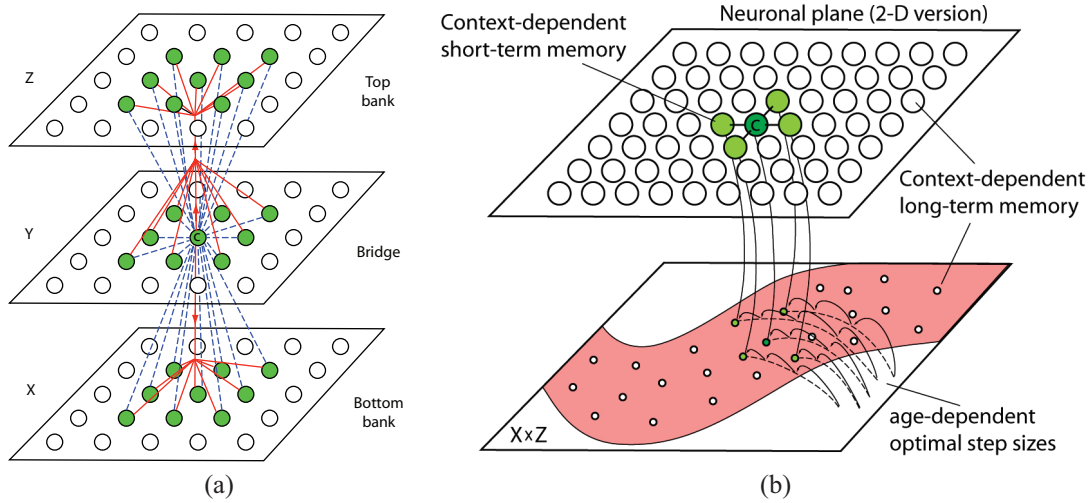 Z
Top
bank
C
Y
Bridge
X
Bottom
bank
(a)
Context-dependent
short-term memory
Neuronal plane (2-D version)
C
Context-dependent
long-term memory
X×Z
age-dependent
optimal step sizes
(b)